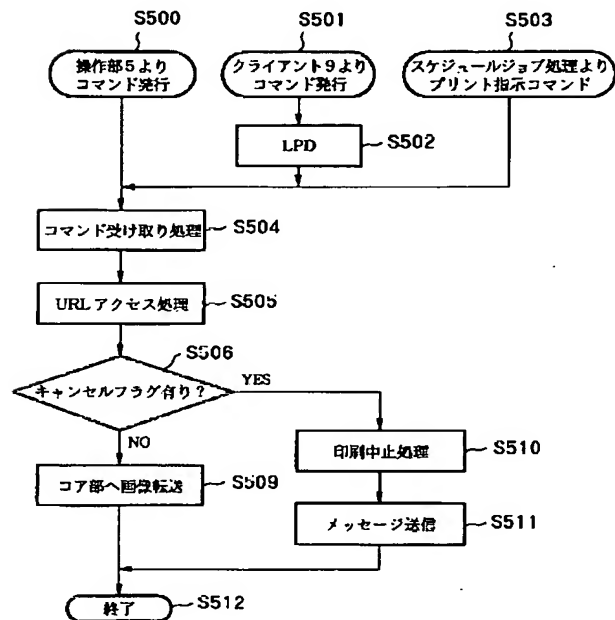 S500
操作部5より
コマンド発行
S501
クライアント9より
コマンド発行
S503
スケジュールジョブ処理より
プリント指示コマンド
LPD
S502
コマンド受け取り処理
S504
URLアクセス処理
S505
S506
キャンセルフラグ有り?
YES
NO
コア部へ画像転送
S509
印刷中止処理
S510
メッセージ送信
S511
終了
S512